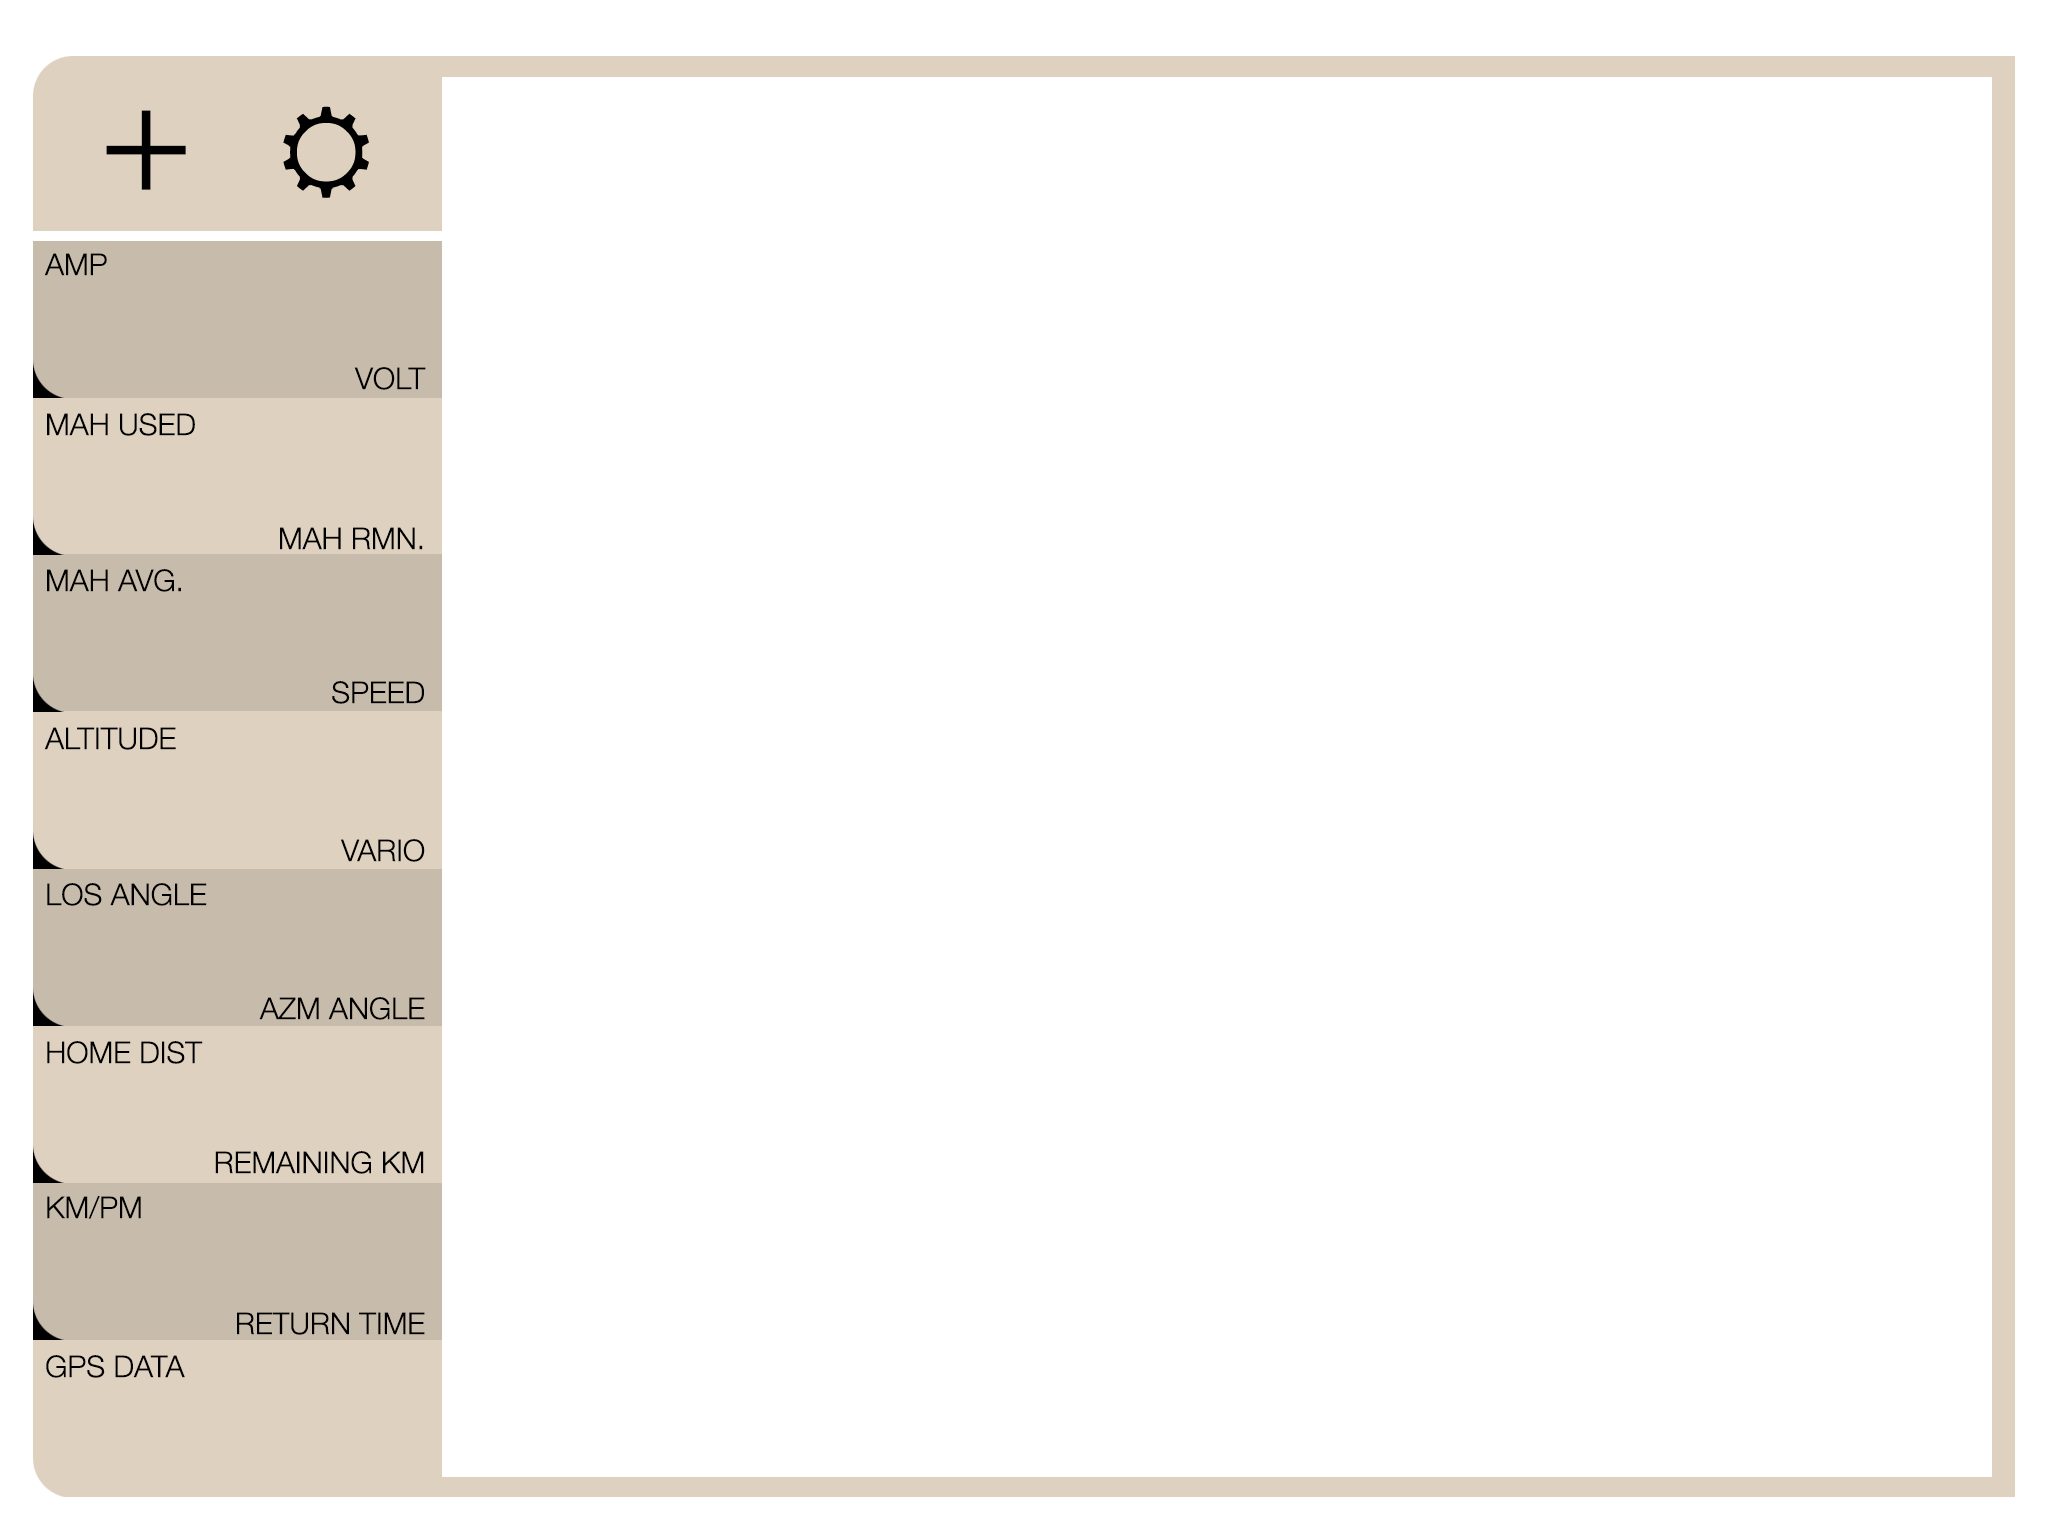 AMP
VOLT
MAH USED
MAH RMN.
MAH AVG.
SPEED
ALTITUDE
VARIO
LOS ANGLE
AZM ANGLE
HOME DIST
REMAINING KM
KM/PM
RETURN TIME
GPS DATA